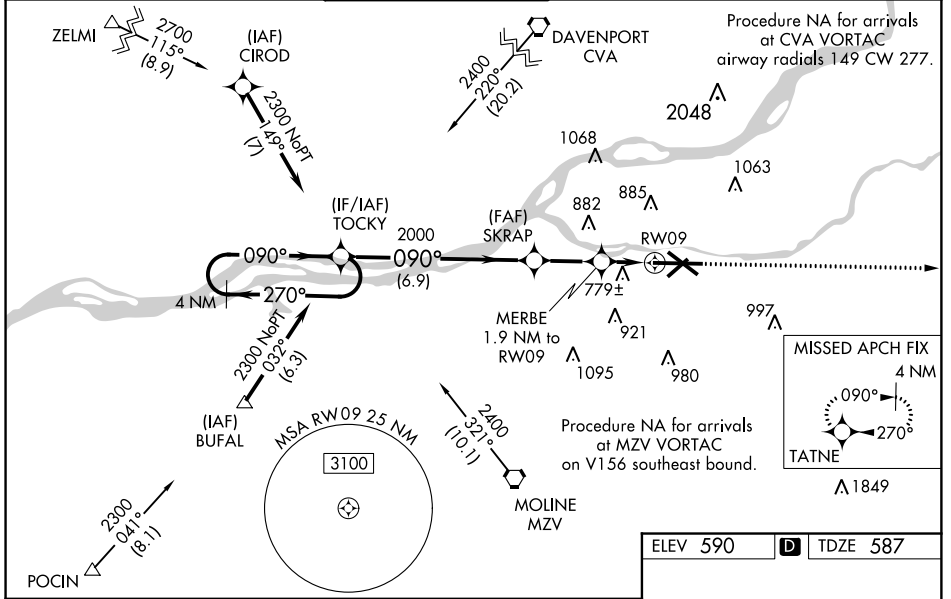 ZELMI
2700
115°
(8.9)
(IAF)
CIROD
2300 NoPT
149°
(7)
DAVENPORT
CVA
2400
220°
(20.2)
Procedure NA for arrivals
at CVA VORTAC
airway radials 149 CW 277.
2048
1068
1063
885
882
(IF/IAF)
TOCKY
2000
090°
(6.9)
(FAF)
SKRAP
RW09
090°
270°
4 NM
779±
MERBE
1.9 NM to
RW09
921
997
1095
980
2300 NoPT
032°
(6.3)
(IAF)
BUFAL
MISSED APCH FIX
4 NM
090°
270°
TATNE
MSA RW09 25 NM
3100
2400
321°
(10.1)
Procedure NA for arrivals
at MZV VORTAC
on V156 southeast bound.
MOLINE
MZV
1849
2300
041°
(8.1)
POCIN
ELEV 590 D TDZE 587